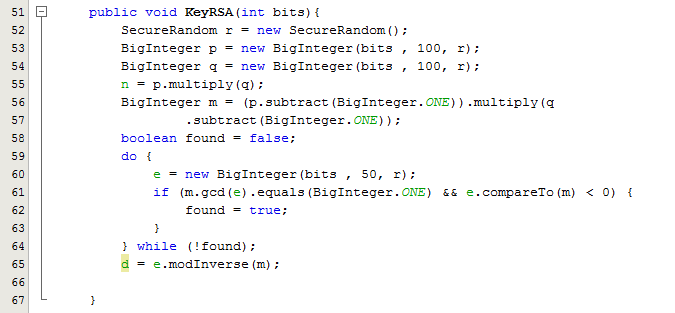 51 public void KeyRSA(int bits){
52 SecureRandom r = new SecureRandom();
53 BigInteger p = new BigInteger(bits , 100, r);
54 BigInteger q = new BigInteger(bits , 100, r);
55 n = p.multiply(q);
56 BigInteger m = (p.subtract(BigInteger.ONE)).multiply(q
57 .subtract(BigInteger.ONE));
58 boolean found = false;
59 do {
60 e = new BigInteger(bits , 50, r);
61 if (m.gcd(e).equals(BigInteger.ONE) && e.compareTo(m) < 0) {
62 found = true;
63 }
64 } while (!found);
65 d = e.modInverse(m);
66
67 }